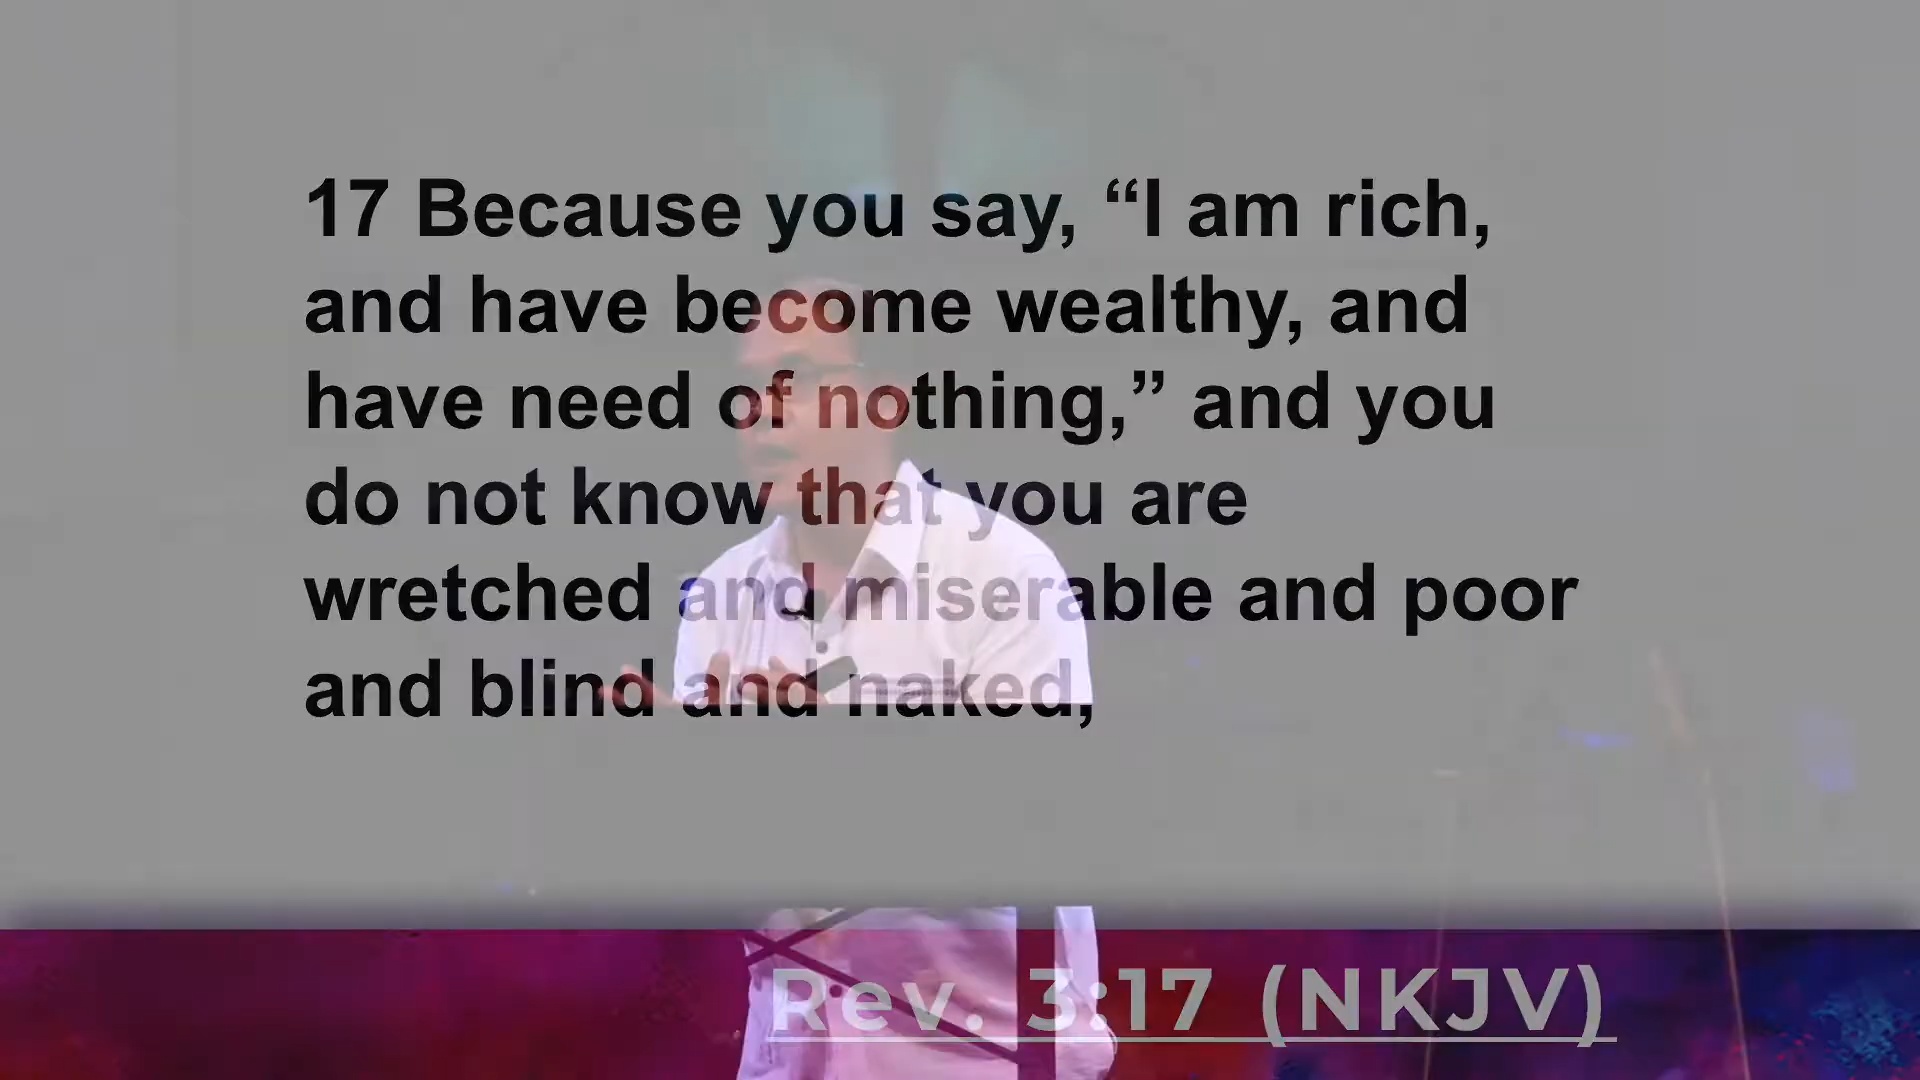 17 Because you say, “I am rich,
and have become wealthy, and
have need of nothing,” and you
do not know that you are
wretched and miserable and poor
and blind and naked,
Rev. 3:17 (NKJV)